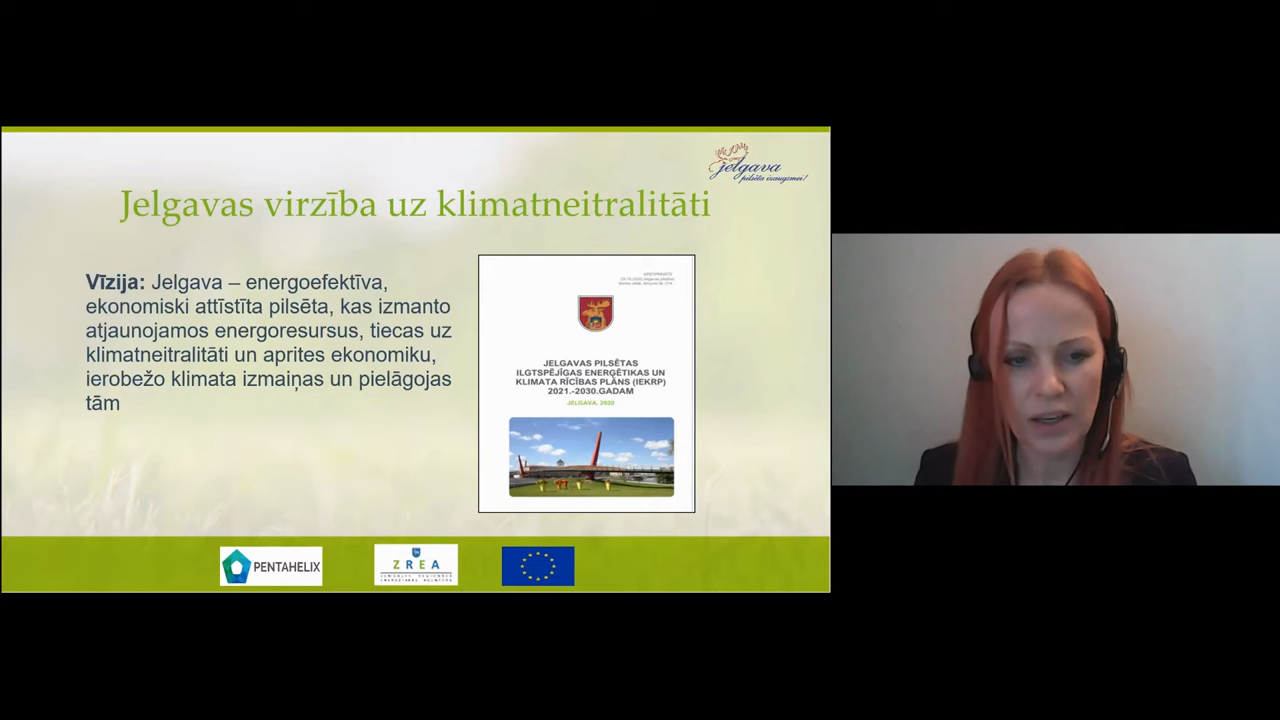 jelgava
pilsēta izaugsmei!
Jelgavas virzība uz klimatneitralitāti
Vīzija: Jelgava – energoefektīva,
ekonomiski attīstīta pilsēta, kas izmanto
atjaunojamos energoresursus, tiecas uz
klimatneitralitāti un aprites ekonomiku,
ierobežo klimata izmaiņas un pielāgojas
tām
APSTIPRINĀTS
JELGAVAS PILSĒTAS
ILGTSPĒJĪGAS ENERĢĒTIKAS UN
KLIMATA RĪCĪBAS PLĀNS (IEKRP)
2021.-2030.GADAM
JELGAVA, 2020
PENTAHELIX
ZREA